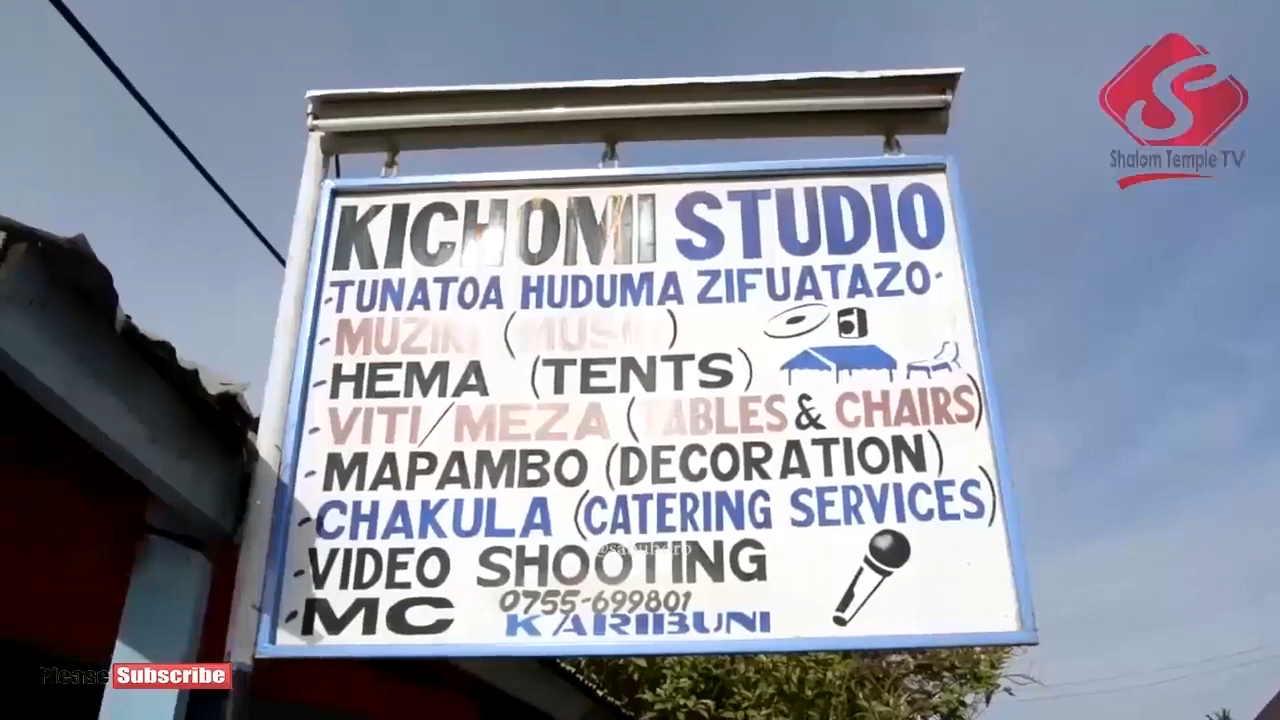 Shalom Temple TV
KICHOMI STUDIO
-TUNATOA HUDUMA ZIFUATAZO-
-MUZIKI (MUSIC)
-HEMA (TENTS)
-VITI/MEZA (TABLES & CHAIRS)
-MAPAMBO (DECORATION)
-CHAKULA (CATERING SERVICES)
-VIDEO SHOOTING
-MC 0755-699801
KARIBUNI
Please Subscribe